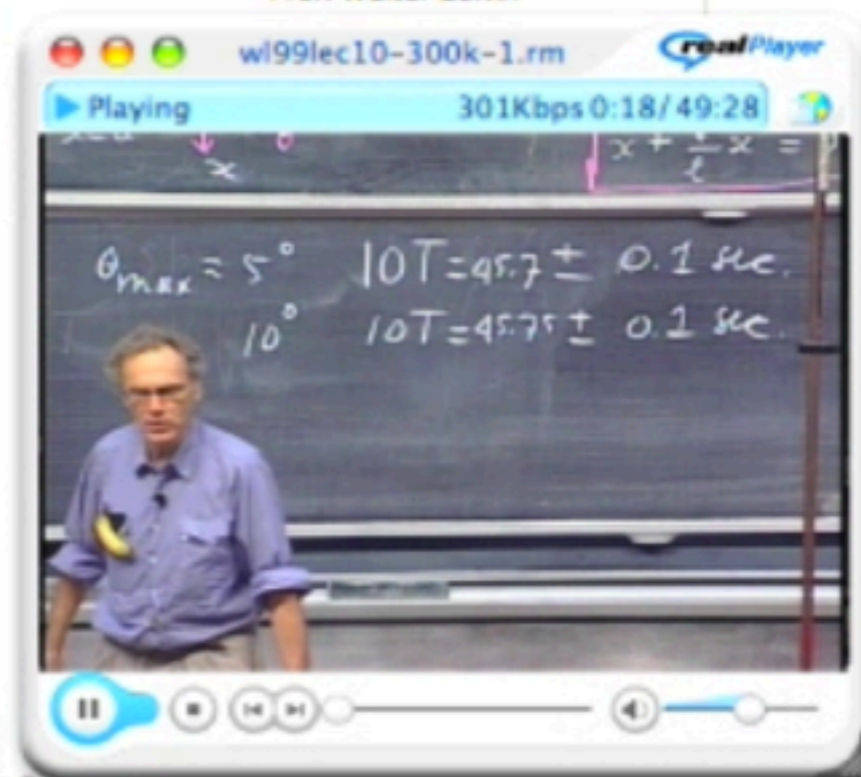 wl99lec10-300k-1.rm
realPlayer
Playing 301Kbps 0:18/49:28
x
θmax = 5° 10T=45.7 ± 0.1 sec.
10° 10T=45.75 ± 0.1 sec.